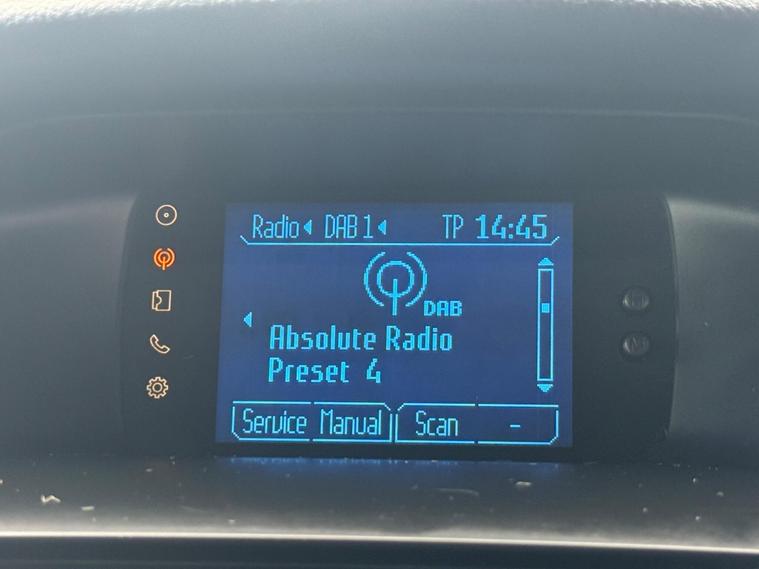 Radio DAB 1 TP 14:45
DAB
Absolute Radio
Preset 4
Service Manual Scan -